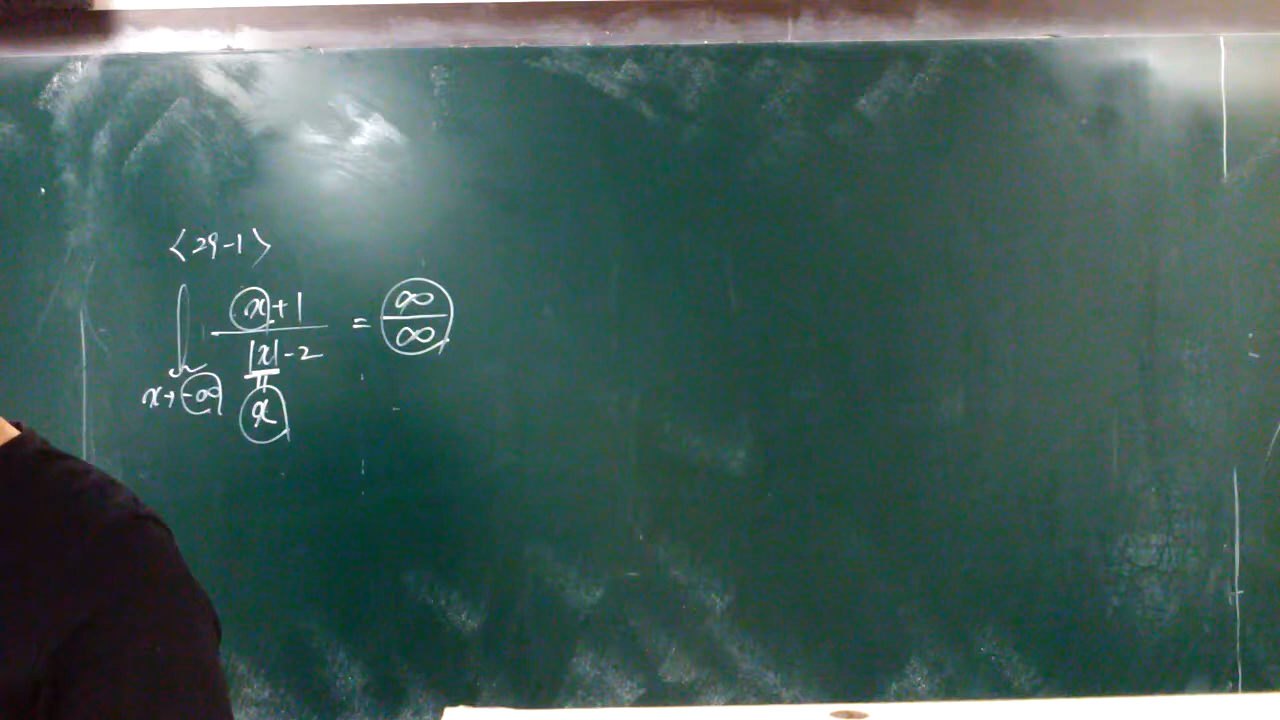 <29-1>
lim x→-∞ (x+1)/(|x|-2) = ∞/∞
x